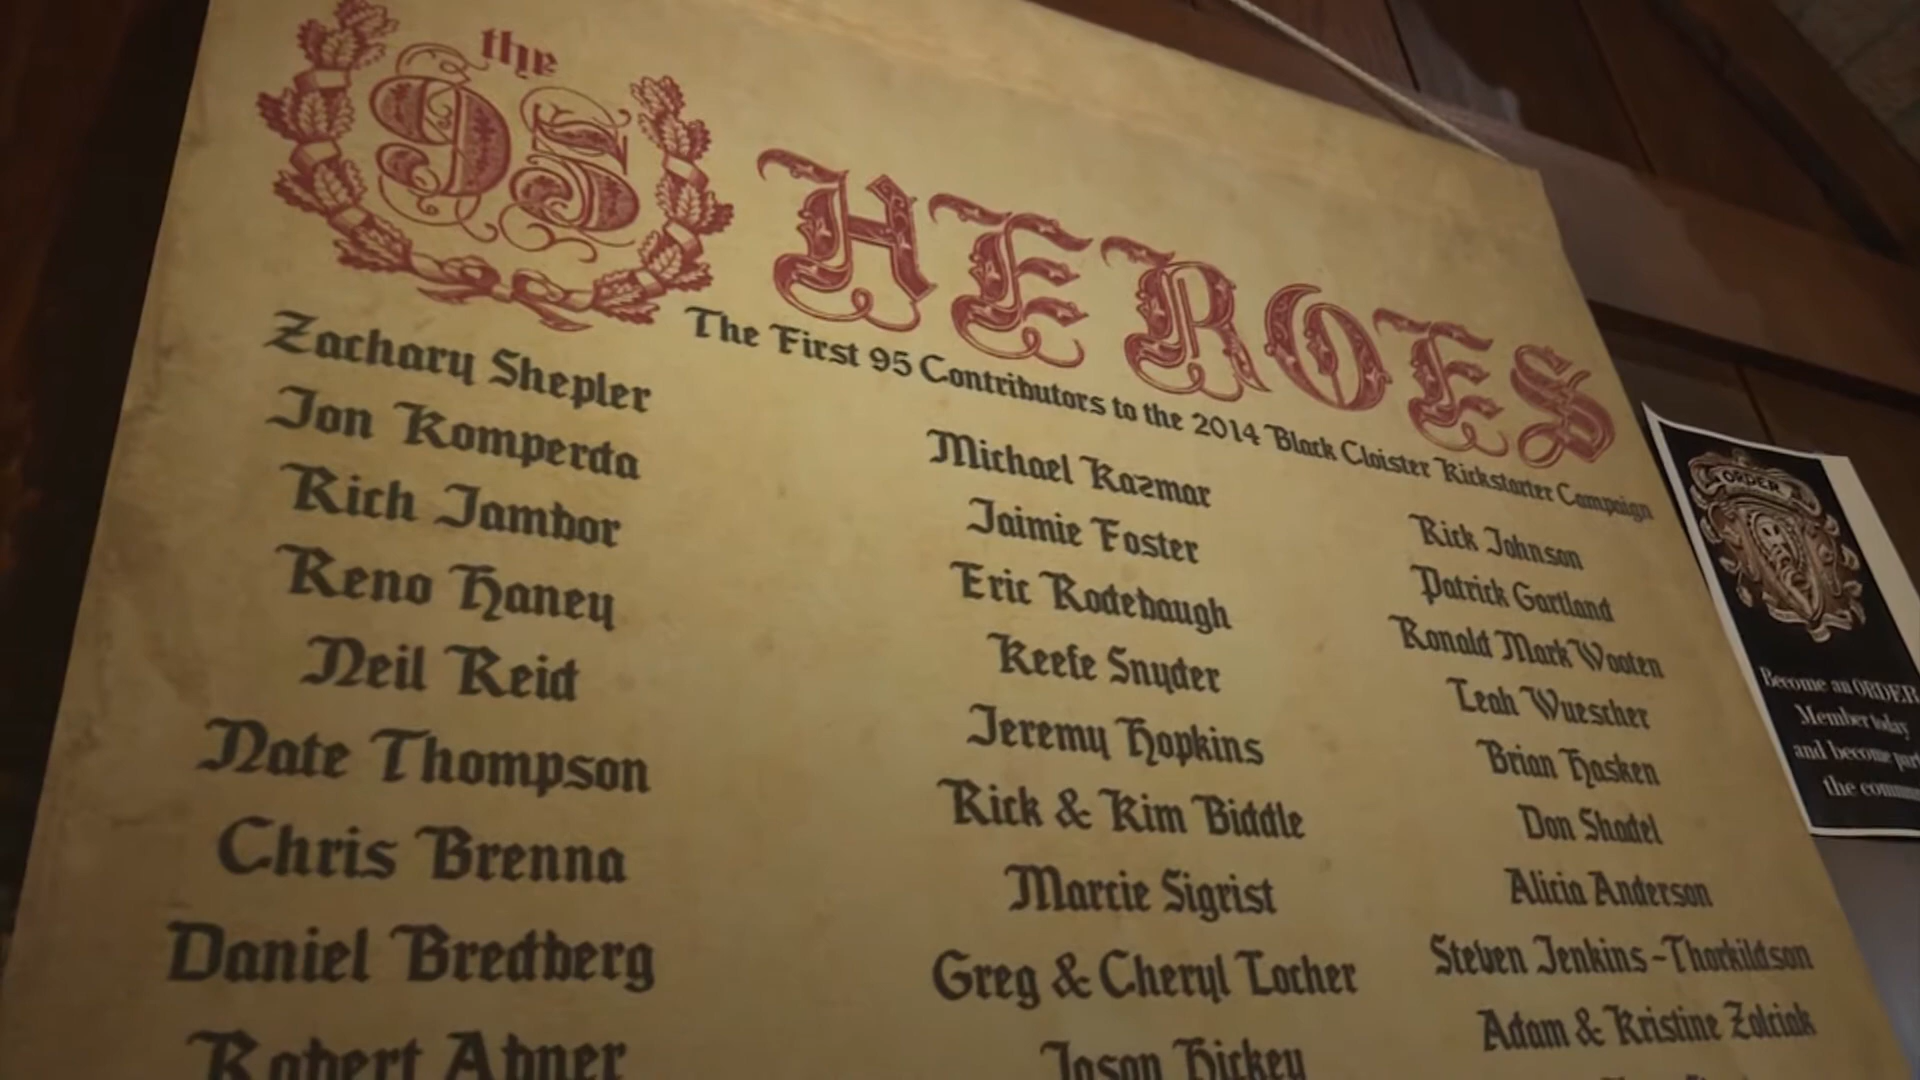 the
95
HEROES
The First 95 Contributors to the 2014 Black Cloister Kickstarter Campaign
Zachary Shepler
Jon Komperda
Rich Jambor
Reno Haney
Neil Reid
Nate Thompson
Chris Brenna
Daniel Bredberg
Robert Abner
Michael Kazmar
Jaimie Foster
Eric Rodebaugh
Keefe Snyder
Jeremy Hopkins
Rick & Kim Biddle
Marcie Sigrist
Greg & Cheryl Locher
Jason Hickey
Rick Johnson
Patrick Gartland
Ronald Mark Wooten
Leah Wuescher
Brian Hasken
Don Shadel
Alicia Anderson
Steven Jenkins-Thorkildson
Adam & Kristine Zolciak
ORDER
Become an ORDER
Member today
and become part
the